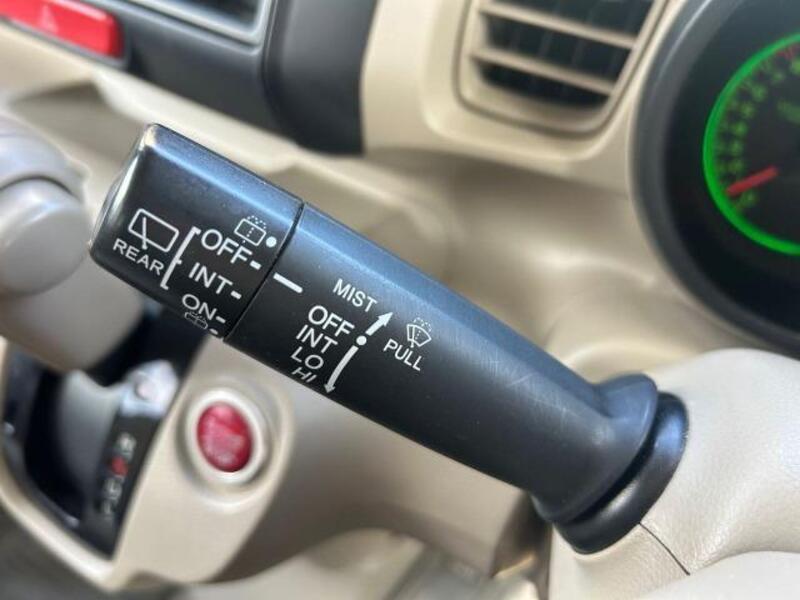 REAR
OFF
INT
ON
MIST
OFF
INT
LO
HI
PULL